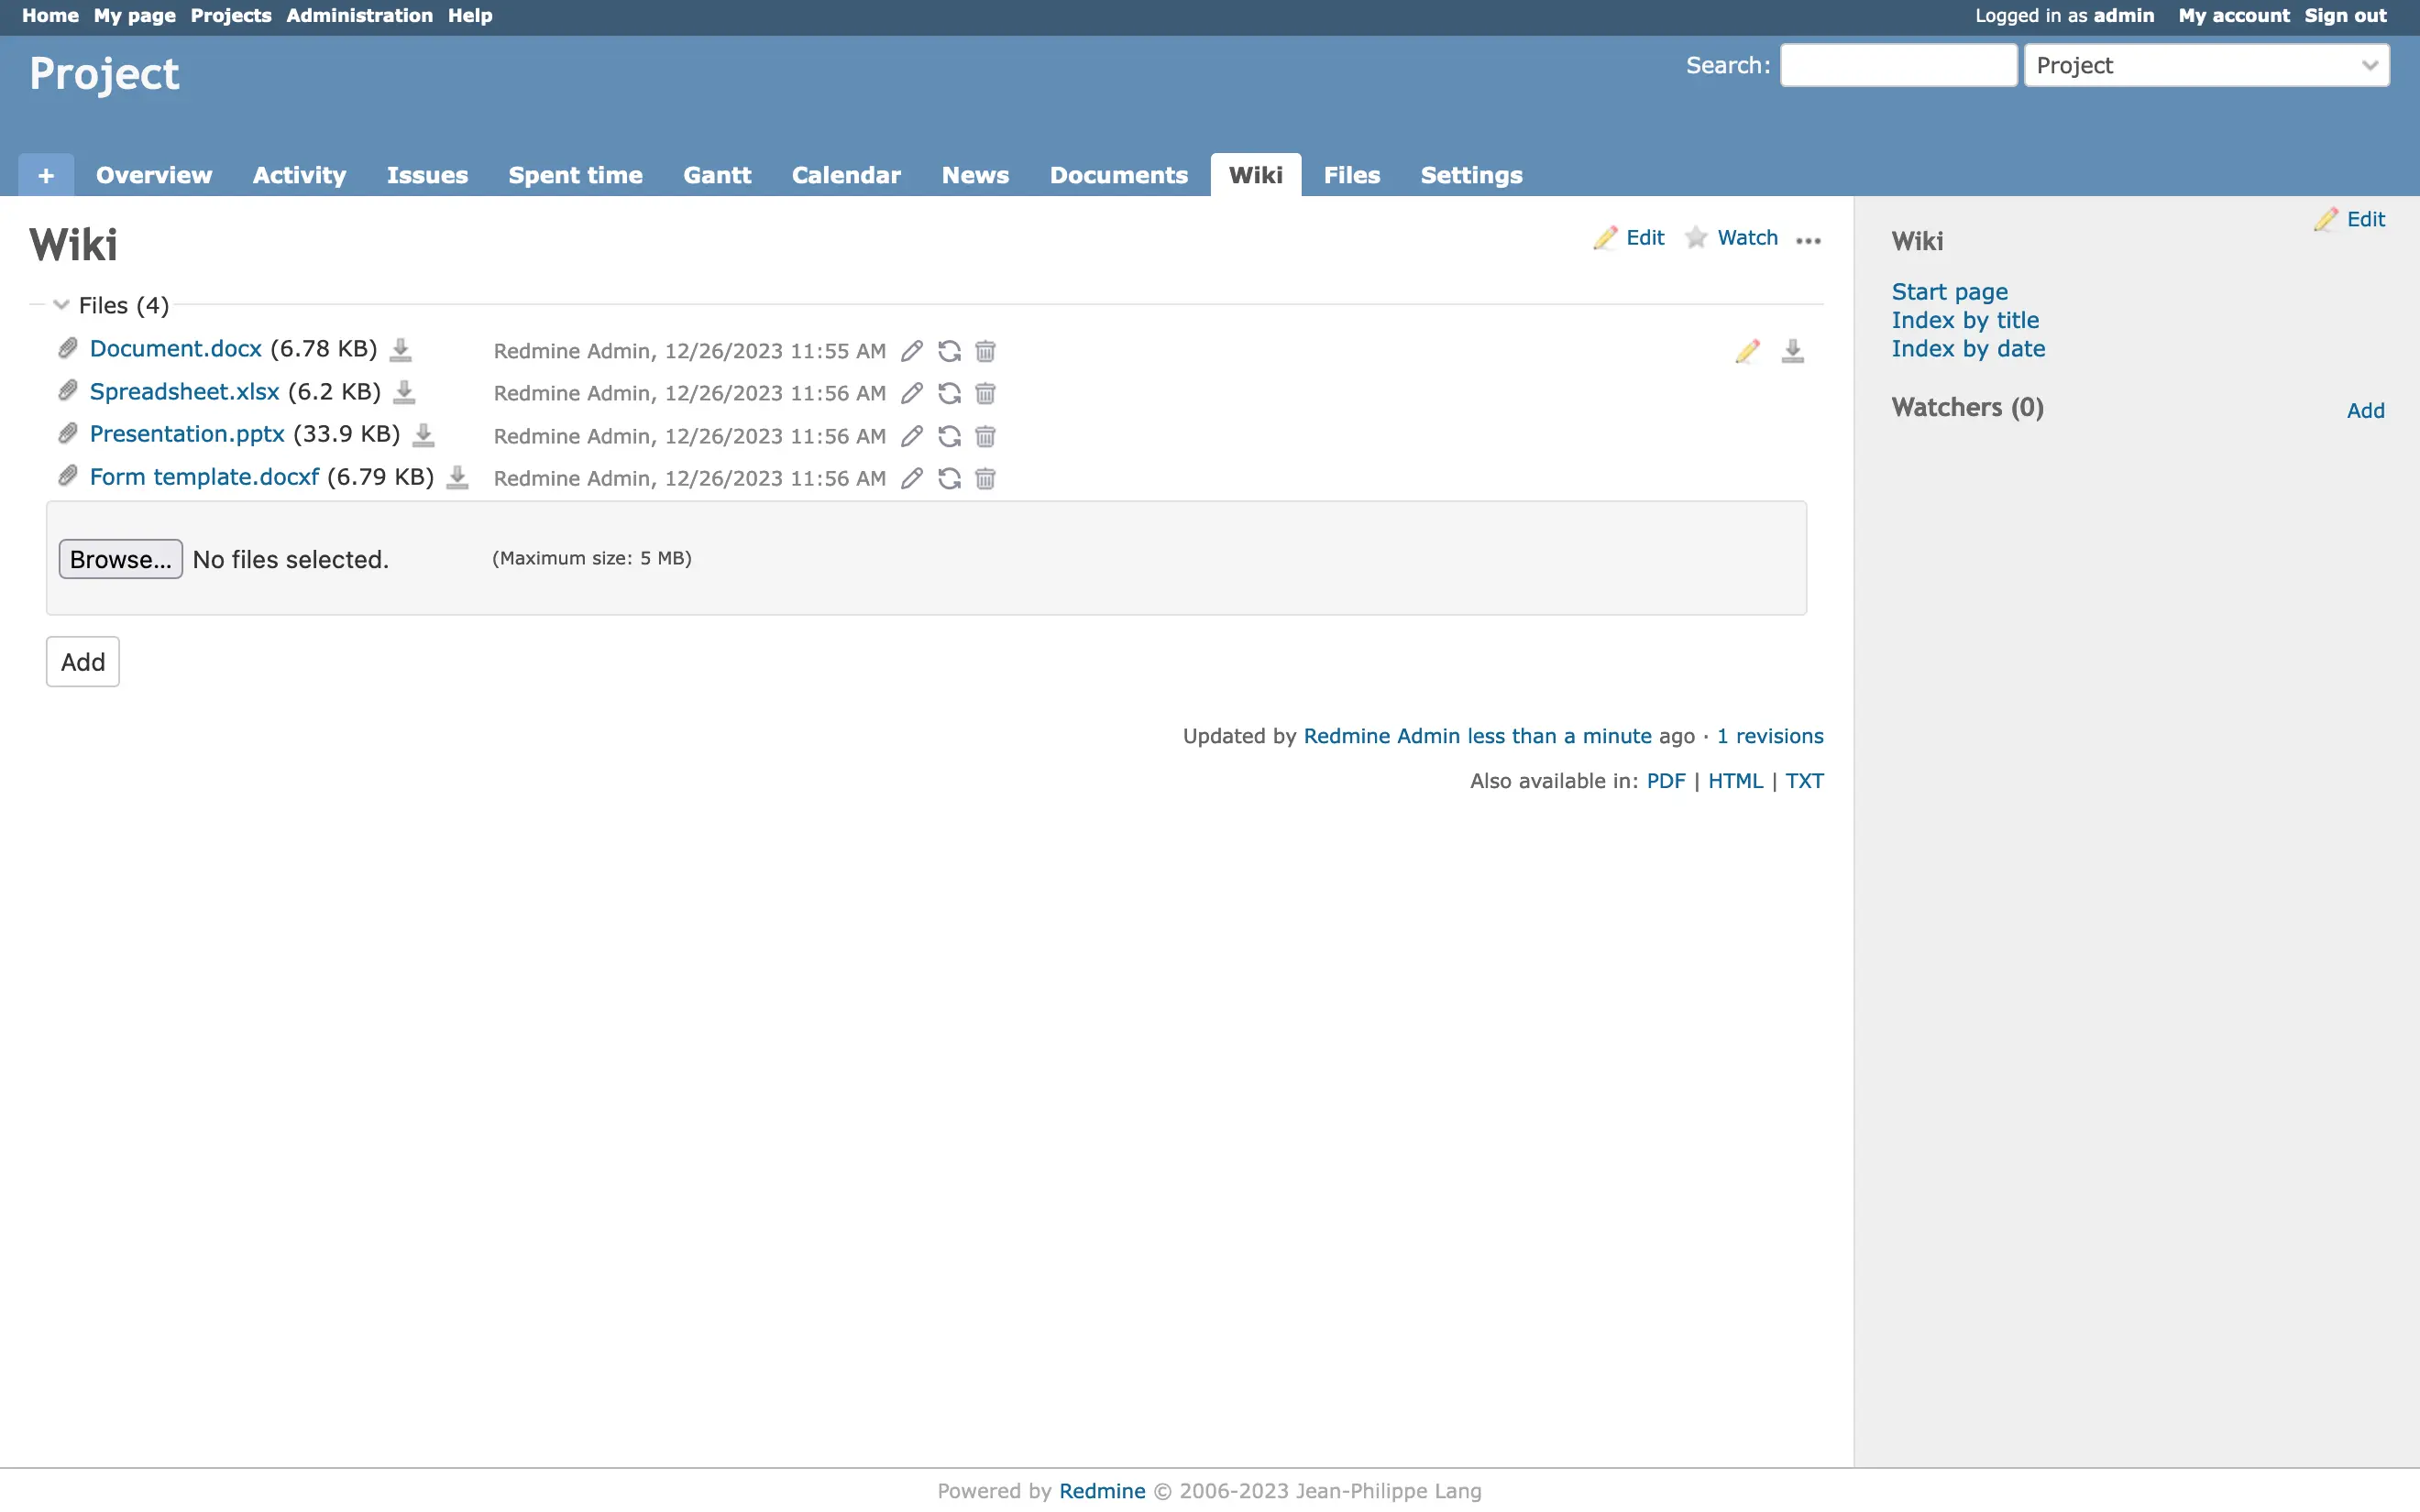 Home My page Projects Administration Help Logged in as admin My account Sign out
Project Search: Project
+ Overview Activity Issues Spent time Gantt Calendar News Documents Wiki Files Settings
Wiki Edit Watch ...
Files (4)
Document.docx (6.78 KB) Redmine Admin, 12/26/2023 11:55 AM
Spreadsheet.xlsx (6.2 KB) Redmine Admin, 12/26/2023 11:56 AM
Presentation.pptx (33.9 KB) Redmine Admin, 12/26/2023 11:56 AM
Form template.docxf (6.79 KB) Redmine Admin, 12/26/2023 11:56 AM
Browse... No files selected. (Maximum size: 5 MB)
Add
Updated by Redmine Admin less than a minute ago · 1 revisions
Also available in: PDF | HTML | TXT
Edit
Wiki
Start page
Index by title
Index by date
Watchers (0) Add
Powered by Redmine © 2006-2023 Jean-Philippe Lang